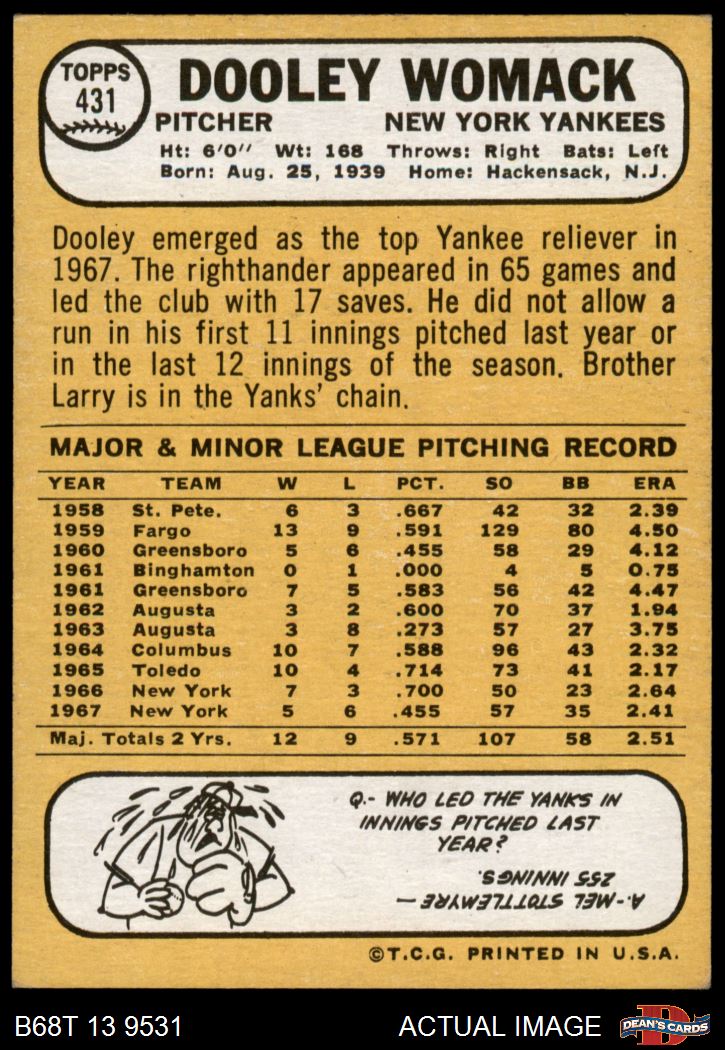 TOPPS
431
DOOLEY WOMACK
PITCHER NEW YORK YANKEES
Ht: 6'0" Wt: 168 Throws: Right Bats: Left
Born: Aug. 25, 1939 Home: Hackensack, N.J.
Dooley emerged as the top Yankee reliever in
1967. The righthander appeared in 65 games and
led the club with 17 saves. He did not allow a
run in his first 11 innings pitched last year or
in the last 12 innings of the season. Brother
Larry is in the Yanks' chain.
MAJOR & MINOR LEAGUE PITCHING RECORD
YEAR TEAM W L PCT. SO BB ERA
1958 St. Pete. 6 3 .667 42 32 2.39
1959 Fargo 13 9 .591 129 80 4.50
1960 Greensboro 5 6 .455 58 29 4.12
1961 Binghamton 0 1 .000 4 5 0.75
1961 Greensboro 7 5 .583 56 42 4.47
1962 Augusta 3 2 .600 70 37 1.94
1963 Augusta 3 8 .273 57 27 3.75
1964 Columbus 10 7 .588 96 43 2.32
1965 Toledo 10 4 .714 73 41 2.17
1966 New York 7 3 .700 50 23 2.64
1967 New York 5 6 .455 57 35 2.41
Maj. Totals 2 Yrs. 12 9 .571 107 58 2.51
Q.- WHO LED THE YANKS IN
INNINGS PITCHED LAST
YEAR?
A.- MEL STOTTLEMYRE —
255 INNINGS.
©T.C.G. PRINTED IN U.S.A.
B68T 13 9531 ACTUAL IMAGE
D
DEAN'S CARDS